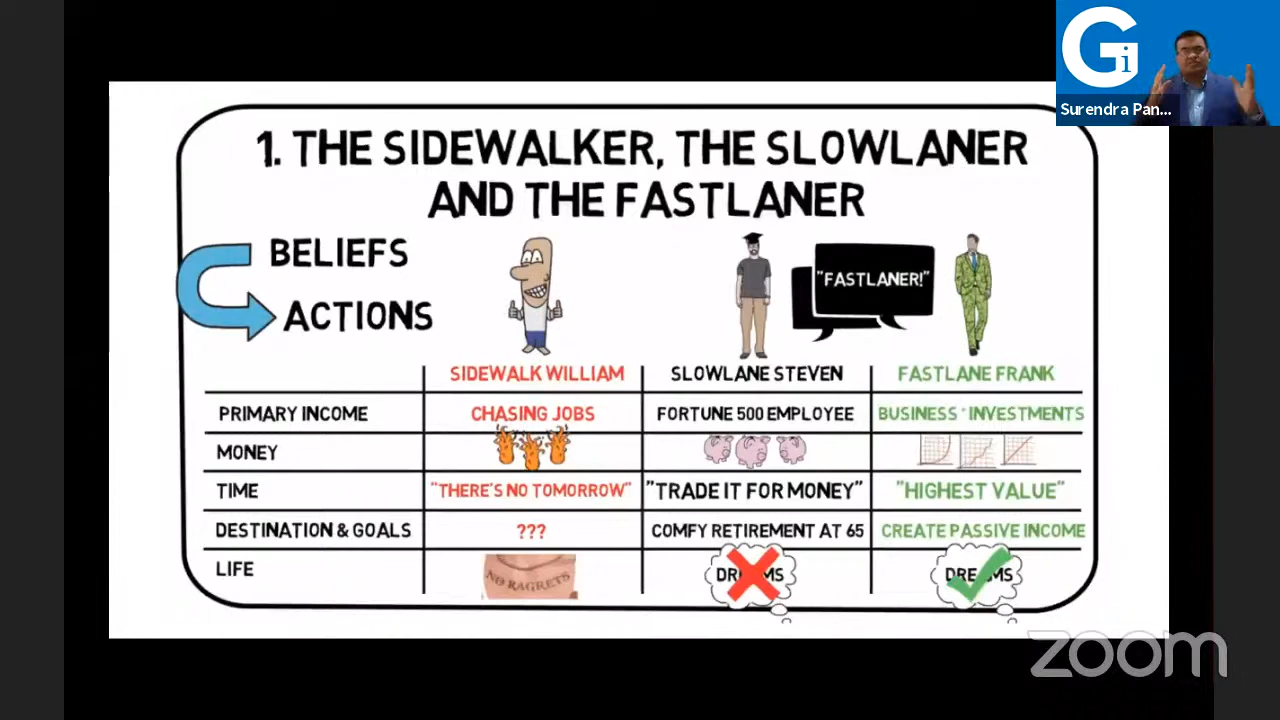 Gi
Surendra Pan...
1. THE SIDEWALKER, THE SLOWLANER
AND THE FASTLANER
BELIEFS
ACTIONS
"FASTLANER!"
SIDEWALK WILLIAM SLOWLANE STEVEN FASTLANE FRANK
PRIMARY INCOME CHASING JOBS FORTUNE 500 EMPLOYEE BUSINESS · INVESTMENTS
MONEY
TIME "THERE'S NO TOMORROW" "TRADE IT FOR MONEY" "HIGHEST VALUE"
DESTINATION & GOALS ??? COMFY RETIREMENT AT 65 CREATE PASSIVE INCOME
LIFE NO RAGRETS DREAMS DREAMS
zoom